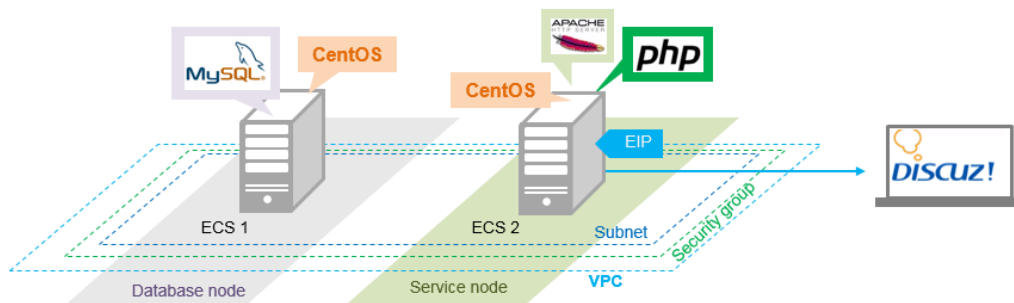 MySQL®
CentOS
APACHE
HTTP SERVER
php
CentOS
EIP
DISCUZ!
ECS 1
ECS 2
Subnet
Security group
VPC
Database node
Service node